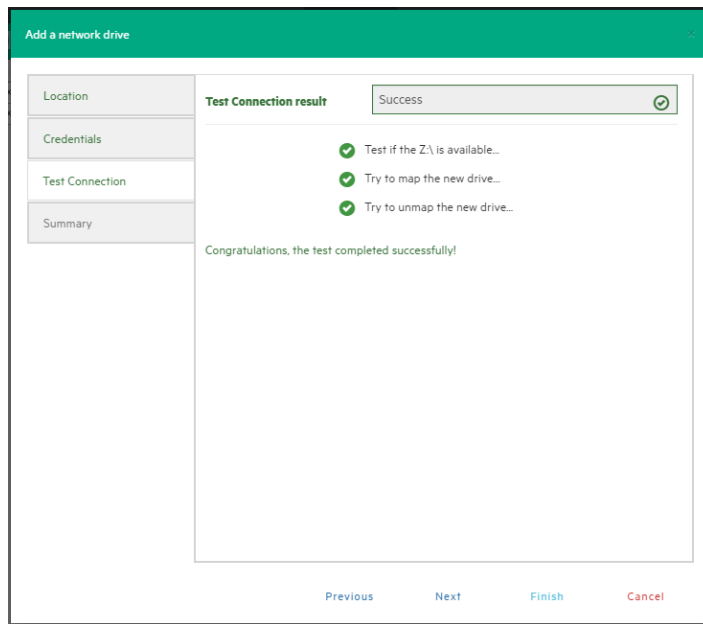 Add a network drive
Location
Credentials
Test Connection
Summary
Test Connection result
Success
Test if the Z:\ is available...
Try to map the new drive...
Try to unmap the new drive...
Congratulations, the test completed successfully!
Previous
Next
Finish
Cancel